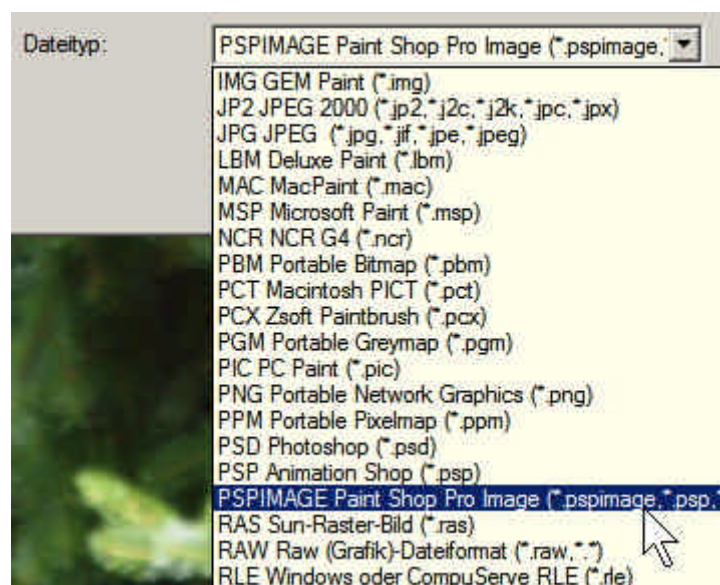 Dateityp: PSPIMAGE Paint Shop Pro Image (*.pspimage,*
IMG GEM Paint (*.img)
JP2 JPEG 2000 (*.jp2,*.j2c,*.j2k,*.jpc,*.jpx)
JPG JPEG (*.jpg,*.jif,*.jpe,*.jpeg)
LBM Deluxe Paint (*.lbm)
MAC MacPaint (*.mac)
MSP Microsoft Paint (*.msp)
NCR NCR G4 (*.ncr)
PBM Portable Bitmap (*.pbm)
PCT Macintosh PICT (*.pct)
PCX Zsoft Paintbrush (*.pcx)
PGM Portable Greymap (*.pgm)
PIC PC Paint (*.pic)
PNG Portable Network Graphics (*.png)
PPM Portable Pixelmap (*.ppm)
PSD Photoshop (*.psd)
PSP Animation Shop (*.psp)
PSPIMAGE Paint Shop Pro Image (*.pspimage,*.psp,*
RAS Sun-Raster-Bild (*.ras)
RAW Raw (Grafik)-Dateiformat (*.raw,*.*)
RLE Windows oder CompuServe RLE (*.rle)